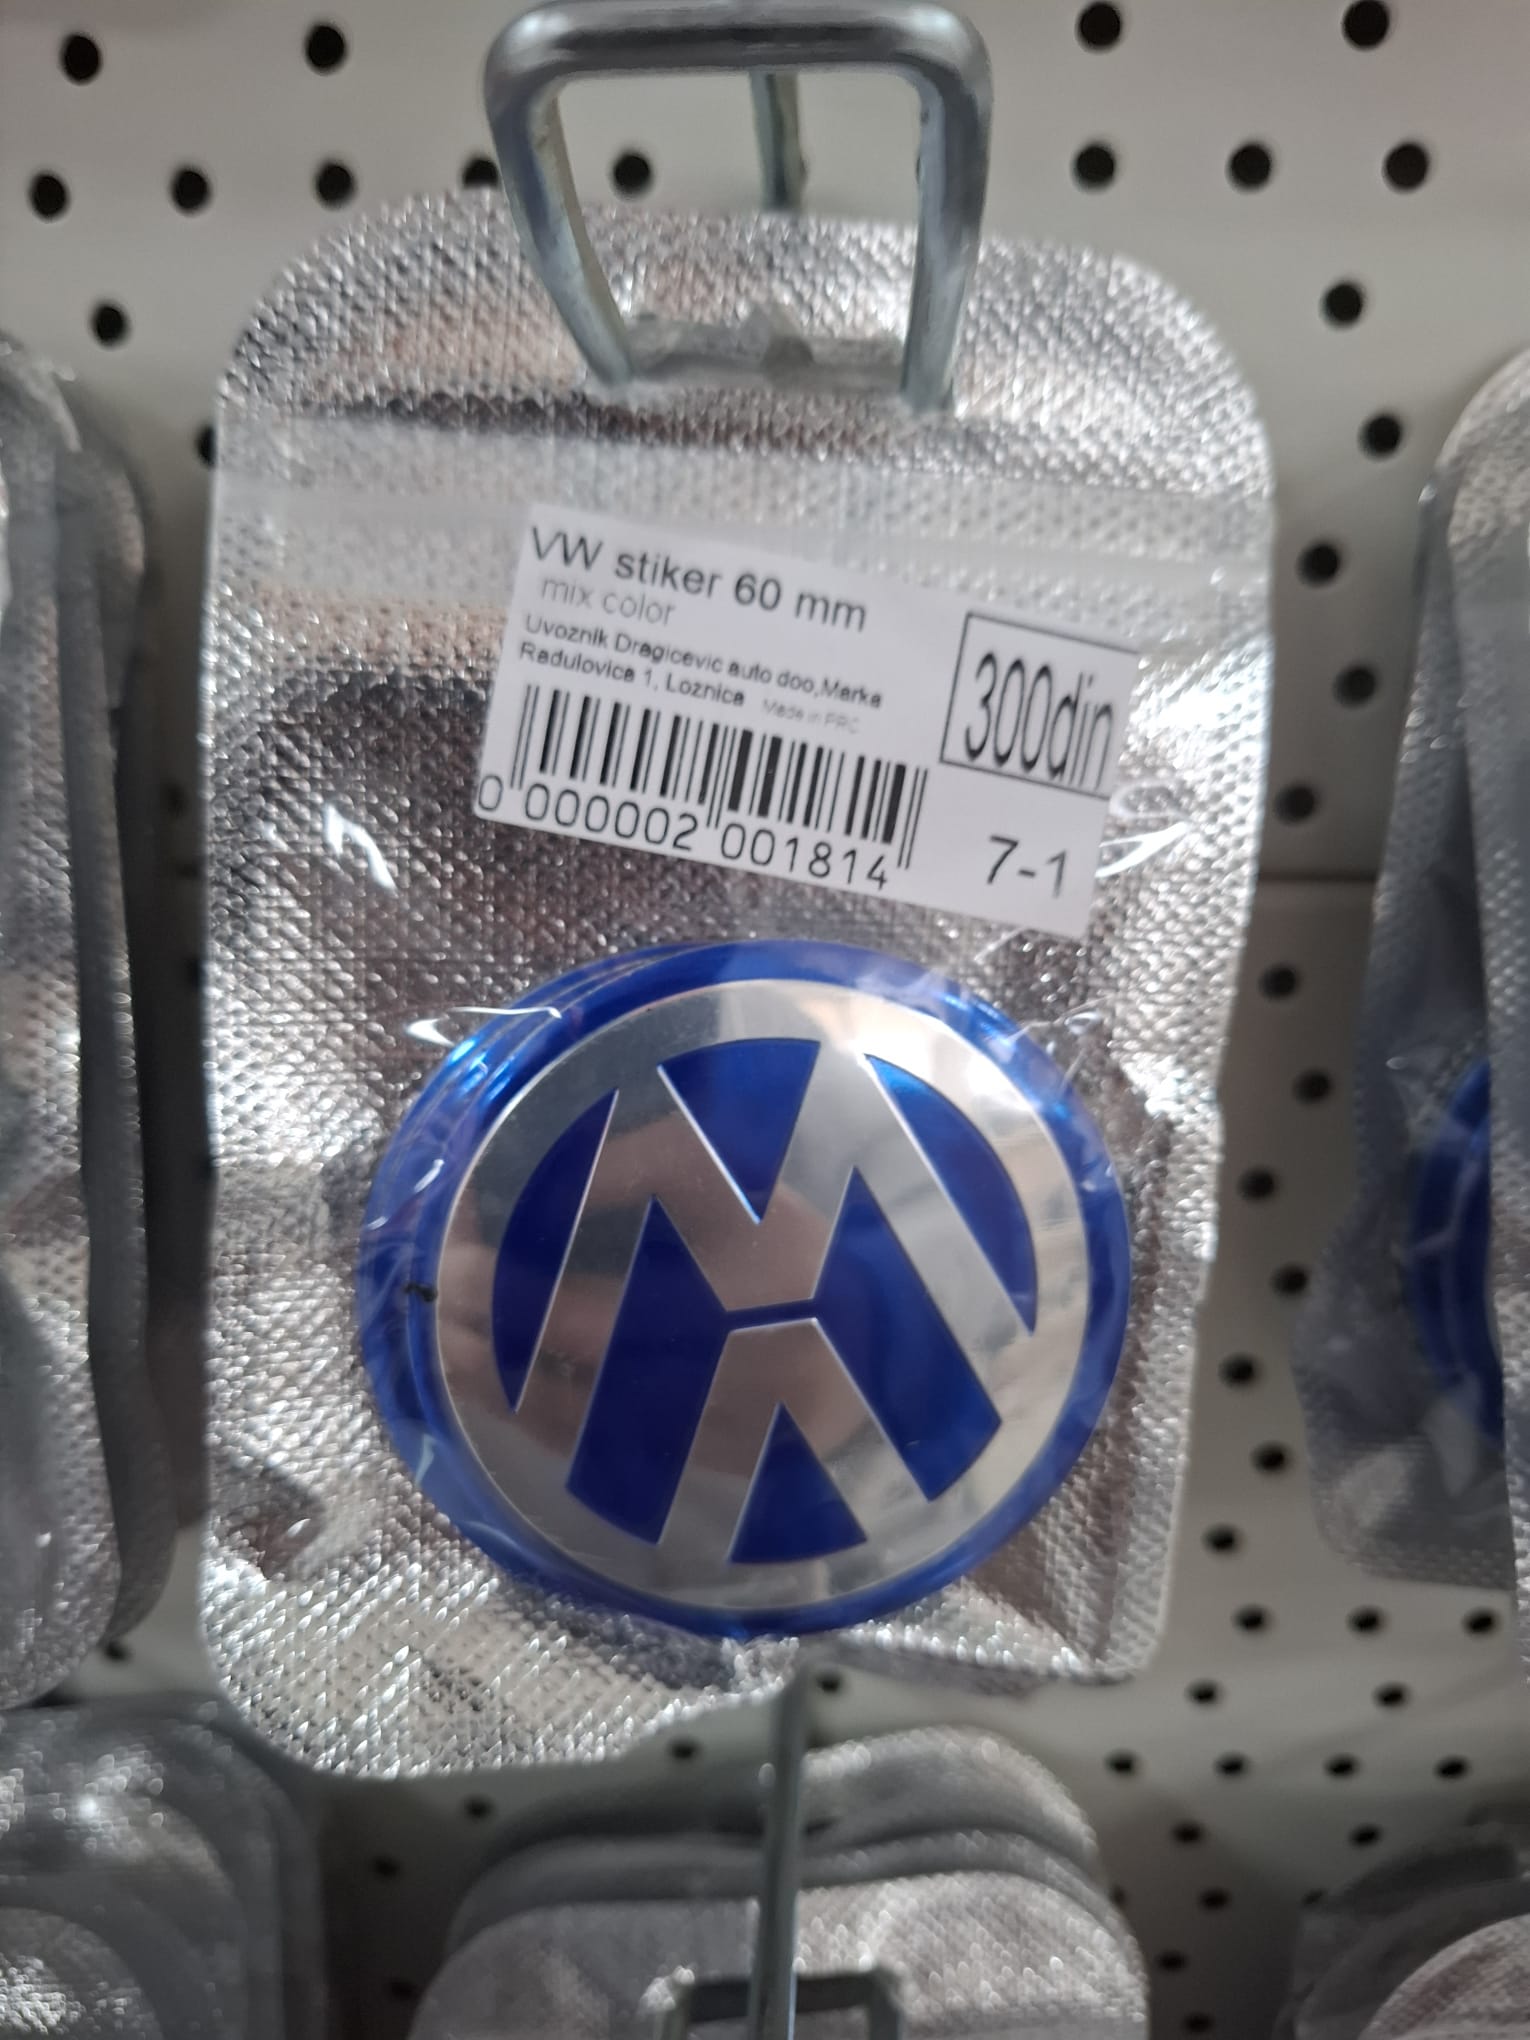 VW stiker 60 mm
mix color
Uvoznik Dragicevic auto doo,Marka
Radulovica 1, Loznica Made in PRC
300din
0 000002 001814
7-1